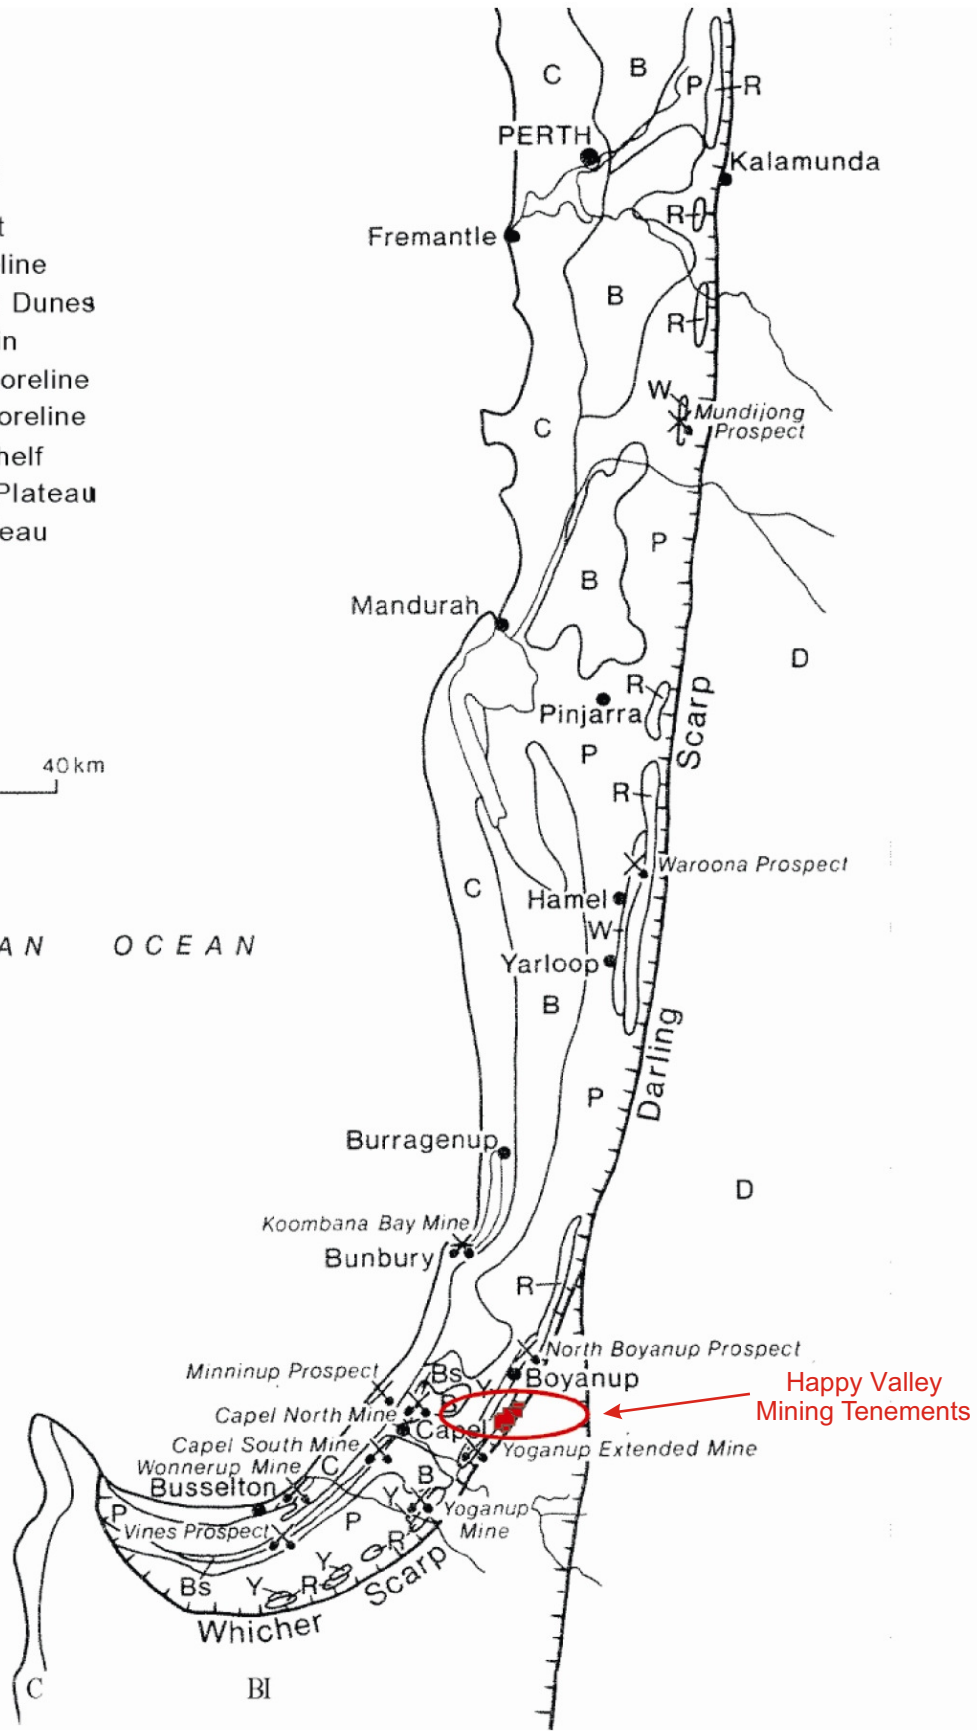 C
B
P
R
PERTH
Kalamunda
R
t
Fremantle
line
Dunes
B
R
in
oreline
W
Mundijong
Prospect
oreline
C
helf
Plateau
eau
P
B
Mandurah
D
R
Pinjarra
Scarp
P
40 km
R
Waroona Prospect
C
Hamel
W
AN OCEAN
Yarloop
B
Darling
P
Burragenup
D
Koombana Bay Mine
Bunbury
R
North Boyanup Prospect
Minninup Prospect
Bs
Y
Boyanup
Happy Valley
Mining Tenements
Capel North Mine
Capel
Capel South Mine
Yoganup Extended Mine
Wonnerup Mine
C
B
Busselton
Y
Yoganup
Mine
P
P
Vines Prospect
R
Y
Bs
Y
R
Scarp
Whicher
C
BI